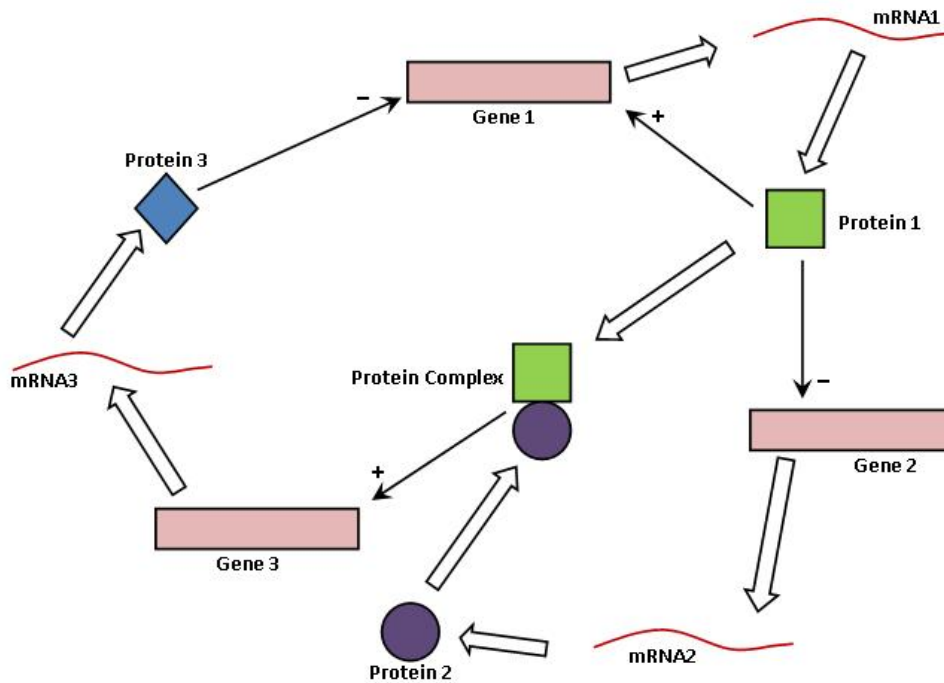 mRNA1
−
Gene 1
+
Protein 3
Protein 1
mRNA3
Protein Complex
−
Gene 2
+
Gene 3
Protein 2
mRNA2